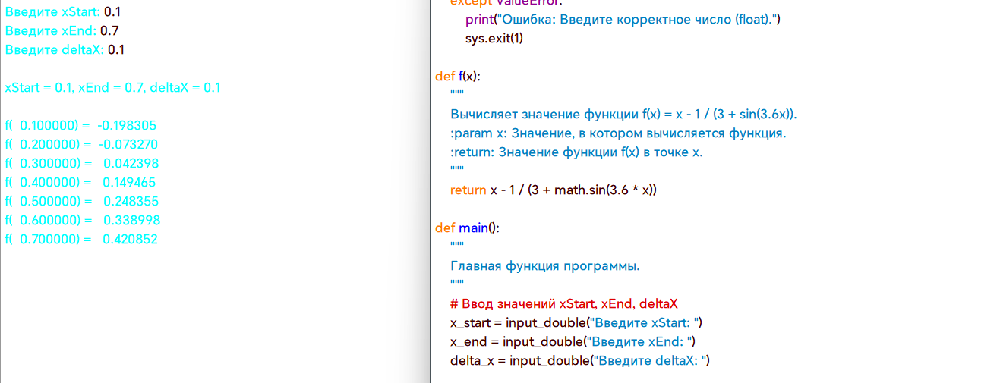 Введите xStart: 0.1
Введите xEnd: 0.7
Введите deltaX: 0.1
xStart = 0.1, xEnd = 0.7, deltaX = 0.1
f(  0.100000) =  -0.198305
f(  0.200000) =  -0.073270
f(  0.300000) =   0.042398
f(  0.400000) =   0.149465
f(  0.500000) =   0.248355
f(  0.600000) =   0.338998
f(  0.700000) =   0.420852
except ValueError:
print("Ошибка: Введите корректное число (float).")
sys.exit(1)
def f(x):
"""
Вычисляет значение функции f(x) = x - 1 / (3 + sin(3.6x)).
:param x: Значение, в котором вычисляется функция.
:return: Значение функции f(x) в точке x.
"""
return x - 1 / (3 + math.sin(3.6 * x))
def main():
"""
Главная функция программы.
"""
# Ввод значений xStart, xEnd, deltaX
x_start = input_double("Введите xStart: ")
x_end = input_double("Введите xEnd: ")
delta_x = input_double("Введите deltaX: ")